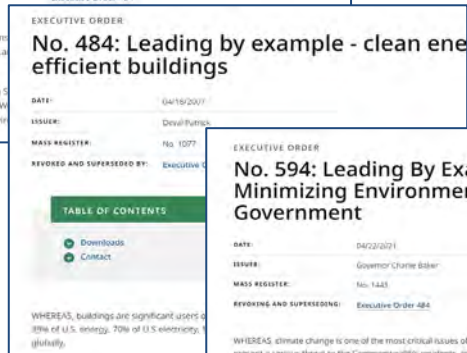 EXECUTIVE ORDER
No. 484: Leading by example - clean ene
efficient buildings
DATE: 04/18/2007
ISSUER: Deval Patrick
MASS REGISTER: No. 1077
REVOKED AND SUPERSEDED BY: Executive O
TABLE OF CONTENTS
Downloads
Contact
WHEREAS, buildings are significant users o
39% of U.S. energy, 70% of U.S electricity, 1
globally.
EXECUTIVE ORDER
No. 594: Leading By Exa
Minimizing Environmen
Government
DATE: 04/22/2021
ISSUER: Governor Charlie Baker
MASS REGISTER: No. 1443
REVOKING AND SUPERSEDING: Executive Order 484
WHEREAS, climate change is one of the most critical issues of